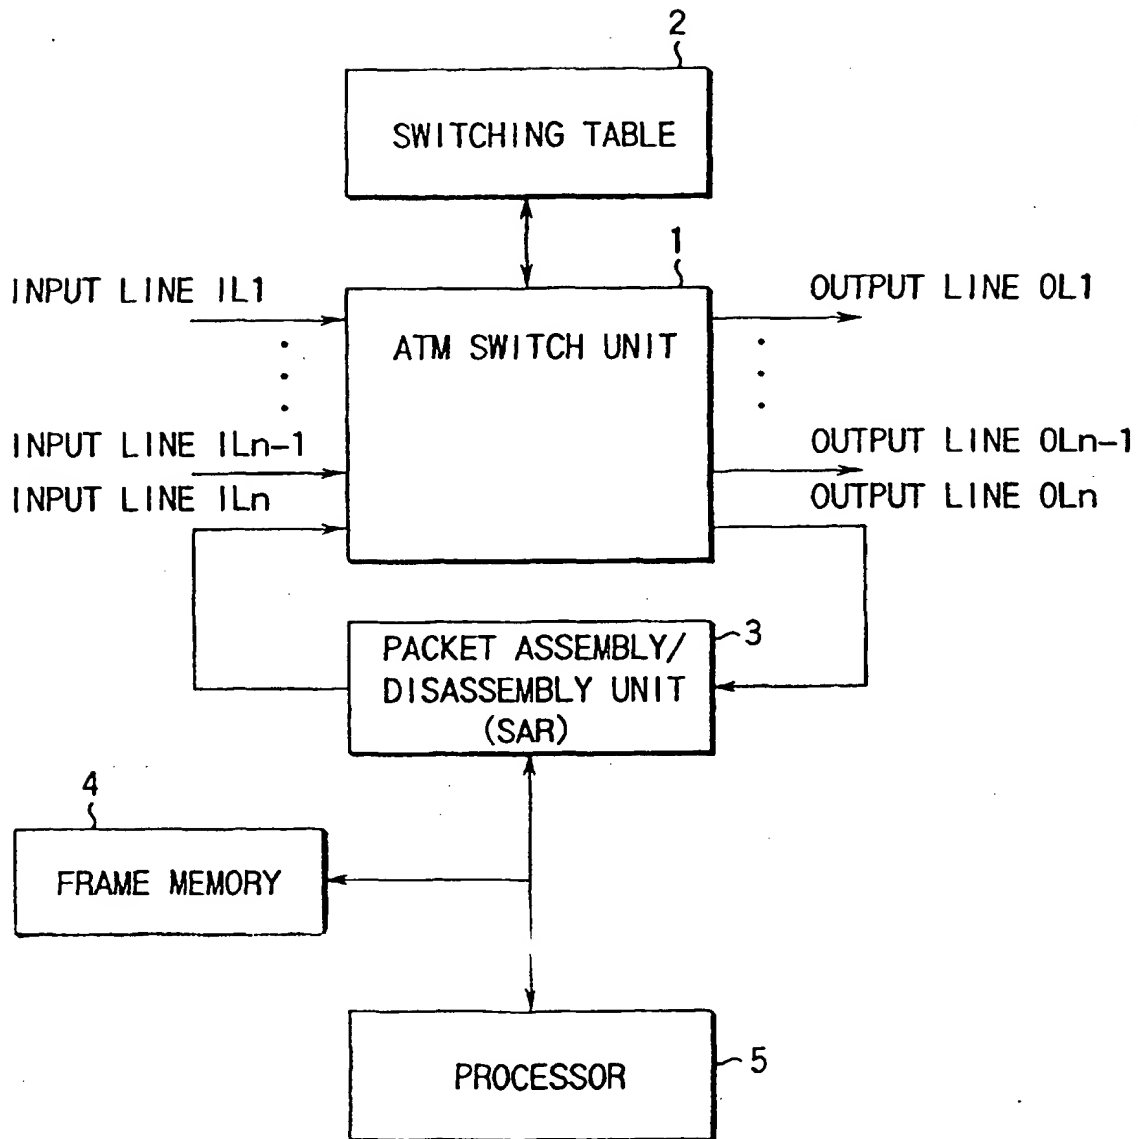 2
SWITCHING TABLE
1
INPUT LINE IL1
OUTPUT LINE OL1
ATM SWITCH UNIT
INPUT LINE ILn-1
OUTPUT LINE OLn-1
INPUT LINE ILn
OUTPUT LINE OLn
3
PACKET ASSEMBLY/
DISASSEMBLY UNIT
(SAR)
4
FRAME MEMORY
5
PROCESSOR